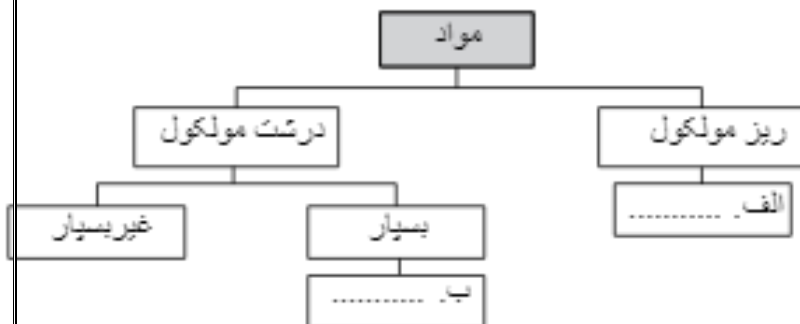 مواد
ریز مولکول
درشت مولکول
الف. ...........
بسپار
غیربسپار
ب. ...........